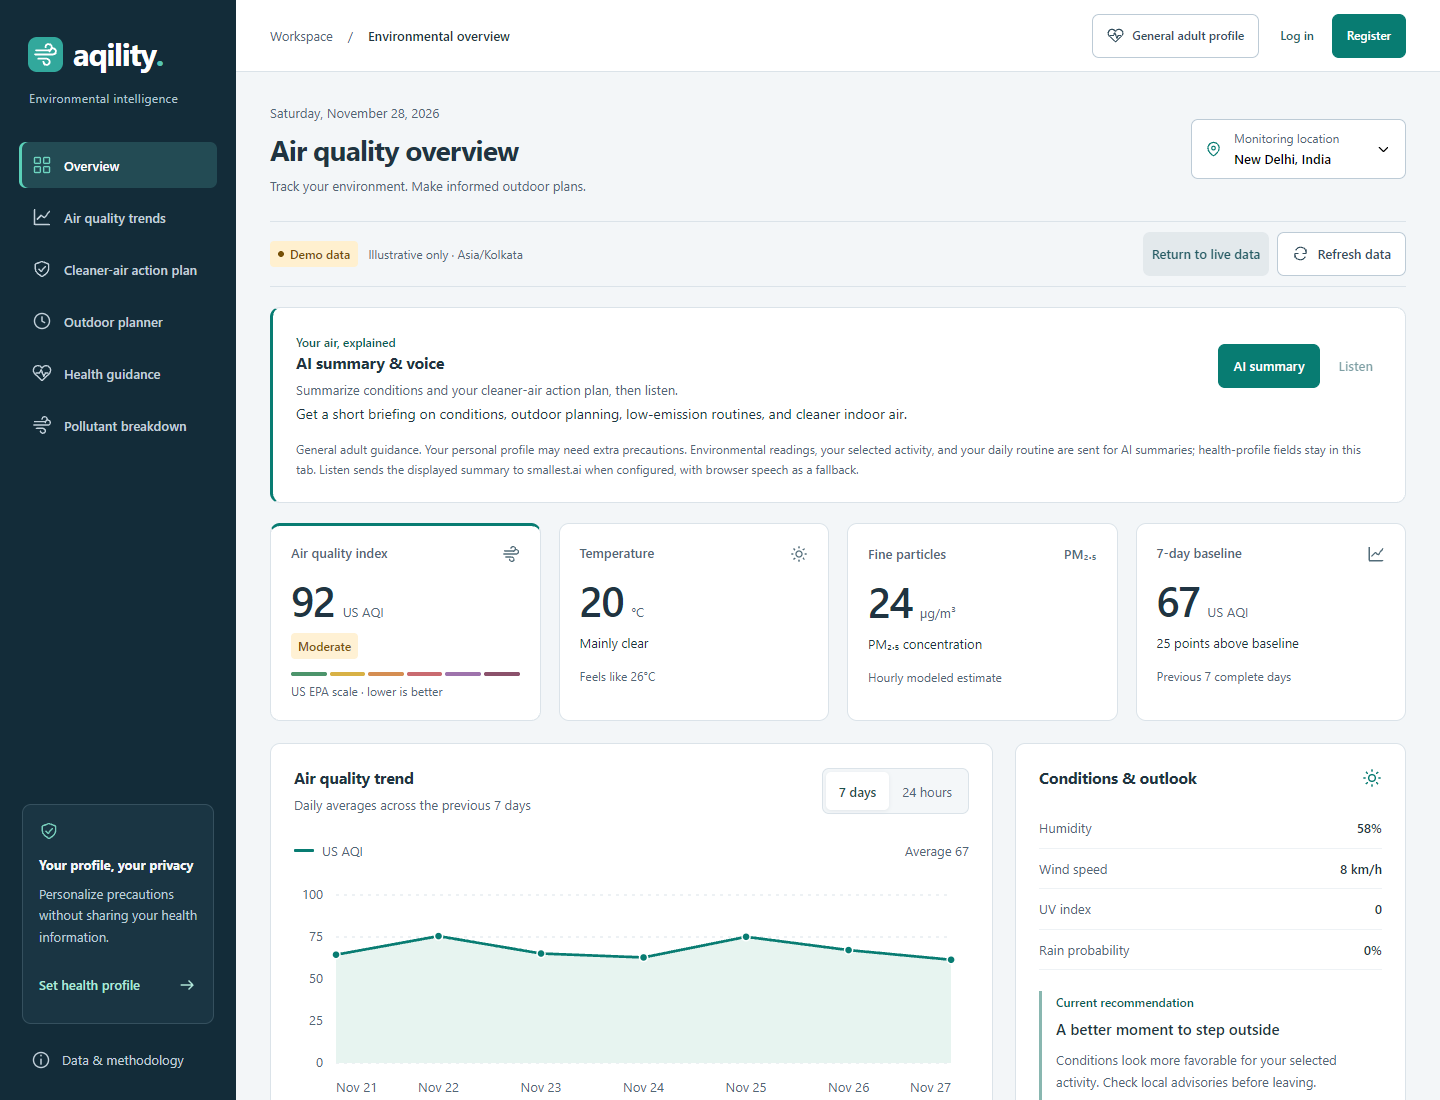 aqility.
Environmental intelligence
Overview
Air quality trends
Cleaner-air action plan
Outdoor planner
Health guidance
Pollutant breakdown
Your profile, your privacy
Personalize precautions
without sharing your health
information.
Set health profile
Data & methodology
Workspace / Environmental overview
General adult profile
Log in
Register
Saturday, November 28, 2026
Air quality overview
Track your environment. Make informed outdoor plans.
Monitoring location
New Delhi, India
Demo data
Illustrative only · Asia/Kolkata
Return to live data
Refresh data
Your air, explained
AI summary & voice
Summarize conditions and your cleaner-air action plan, then listen.
Get a short briefing on conditions, outdoor planning, low-emission routines, and cleaner indoor air.
AI summary
Listen
General adult guidance. Your personal profile may need extra precautions. Environmental readings, your selected activity, and your daily routine are sent for AI summaries; health-profile fields stay in this
tab. Listen sends the displayed summary to smallest.ai when configured, with browser speech as a fallback.
Air quality index
92 US AQI
Moderate
US EPA scale · lower is better
Temperature
20 °C
Mainly clear
Feels like 26°C
Fine particles
PM₂.₅
24 µg/m³
PM₂.₅ concentration
Hourly modeled estimate
7-day baseline
67 US AQI
25 points above baseline
Previous 7 complete days
Air quality trend
Daily averages across the previous 7 days
7 days
24 hours
US AQI
Average 67
100
75
50
25
0
Nov 21
Nov 22
Nov 23
Nov 24
Nov 25
Nov 26
Nov 27
Conditions & outlook
Humidity 58%
Wind speed 8 km/h
UV index 0
Rain probability 0%
Current recommendation
A better moment to step outside
Conditions look more favorable for your selected
activity. Check local advisories before leaving.